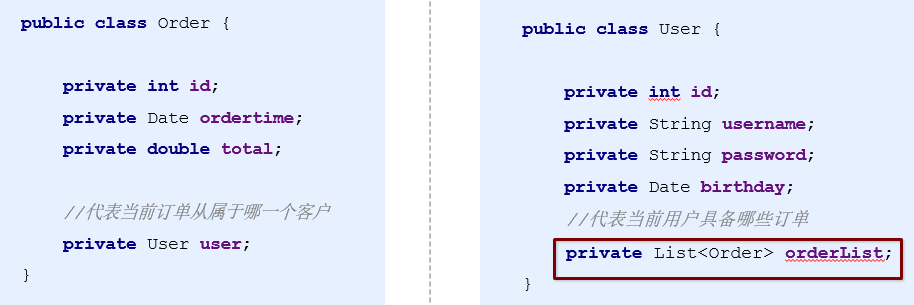 public class Order {
private int id;
private Date ordertime;
private double total;
//代表当前订单从属于哪一个客户
private User user;
}
public class User {
private int id;
private String username;
private String password;
private Date birthday;
//代表当前用户具备哪些订单
private List<Order> orderList;
}